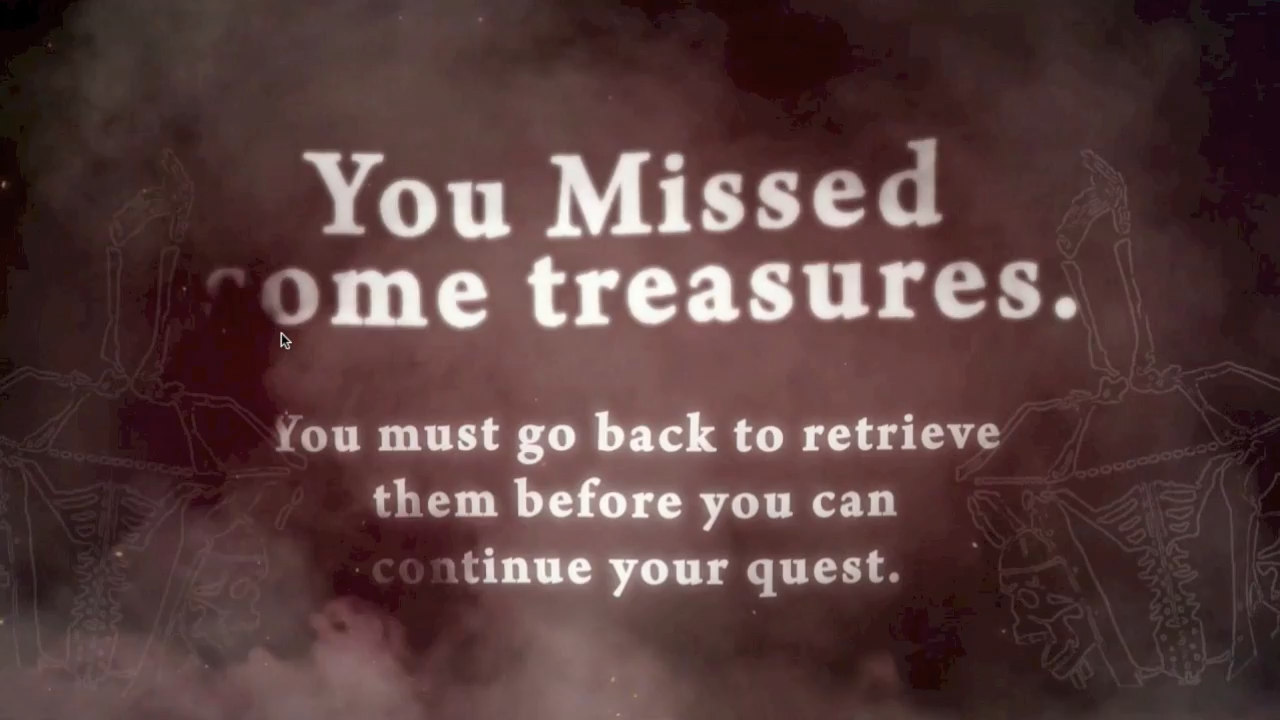 You Missed
some treasures.
You must go back to retrieve
them before you can
continue your quest.